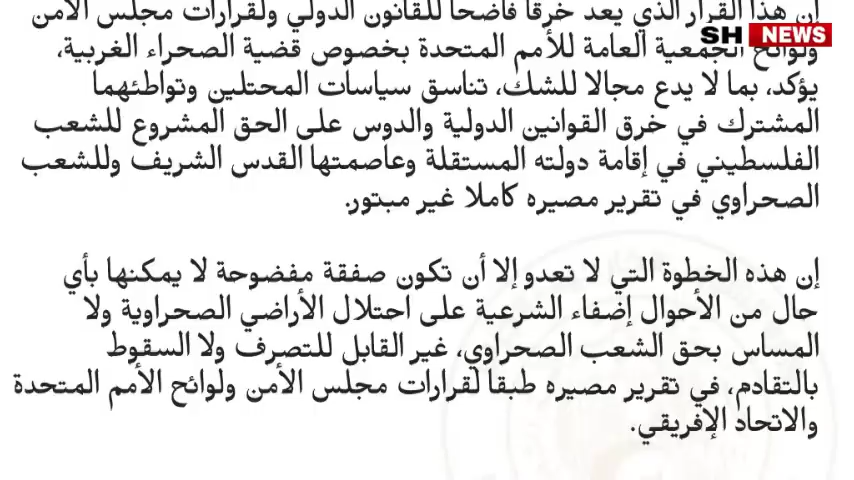 SH NEWS
إن هذا القرار الذي يعد خرقا فاضحا للقانون الدولي ولقرارات مجلس الأمن
ولوائح الجمعية العامة للأمم المتحدة بخصوص قضية الصحراء الغربية،
يؤكد، بما لا يدع مجالا للشك، تناسق سياسات المحتلين وتواطئهما
المشترك في خرق القوانين الدولية والدوس على الحق المشروع للشعب
الفلسطيني في إقامة دولته المستقلة وعاصمتها القدس الشريف وللشعب
الصحراوي في تقرير مصيره كاملا غير مبتور.
إن هذه الخطوة التي لا تعدو إلا أن تكون صفقة مفضوحة لا يمكنها بأي
حال من الأحوال إضفاء الشرعية على احتلال الأراضي الصحراوية ولا
المساس بحق الشعب الصحراوي، غير القابل للتصرف ولا السقوط
بالتقادم، في تقرير مصيره طبقا لقرارات مجلس الأمن ولوائح الأمم المتحدة
والاتحاد الإفريقي.